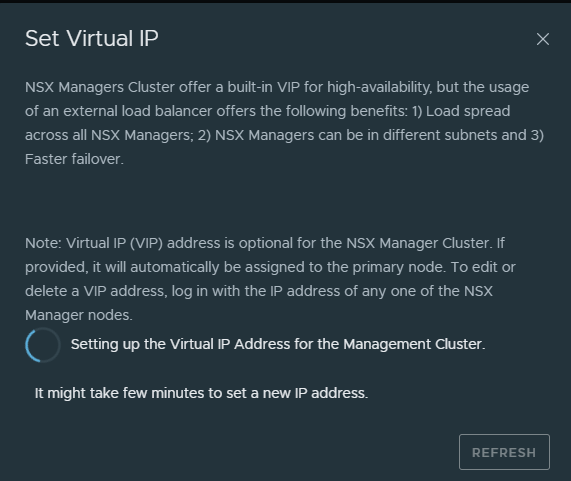 Set Virtual IP
NSX Managers Cluster offer a built-in VIP for high-availability, but the usage
of an external load balancer offers the following benefits: 1) Load spread
across all NSX Managers; 2) NSX Managers can be in different subnets and 3)
Faster failover.
Note: Virtual IP (VIP) address is optional for the NSX Manager Cluster. If
provided, it will automatically be assigned to the primary node. To edit or
delete a VIP address, log in with the IP address of any one of the NSX
Manager nodes.
Setting up the Virtual IP Address for the Management Cluster.
It might take few minutes to set a new IP address.
REFRESH